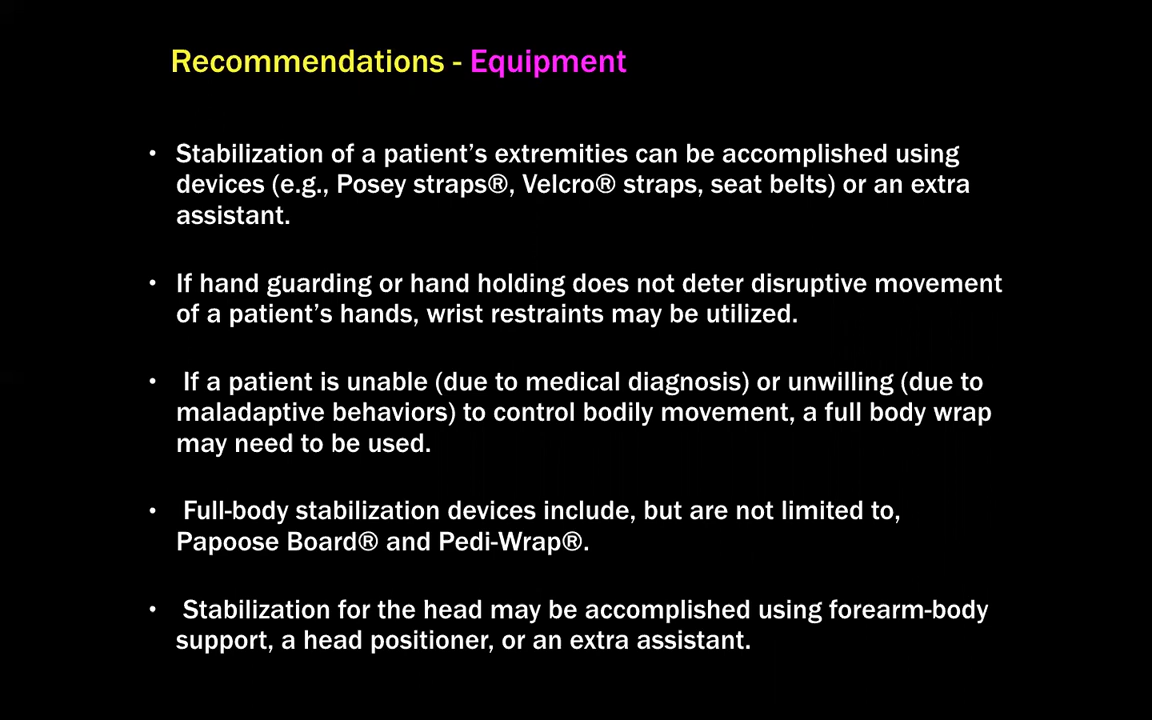 Recommendations - Equipment
• Stabilization of a patient’s extremities can be accomplished using
devices (e.g., Posey straps®, Velcro® straps, seat belts) or an extra
assistant.
• If hand guarding or hand holding does not deter disruptive movement
of a patient’s hands, wrist restraints may be utilized.
• If a patient is unable (due to medical diagnosis) or unwilling (due to
maladaptive behaviors) to control bodily movement, a full body wrap
may need to be used.
• Full-body stabilization devices include, but are not limited to,
Papoose Board® and Pedi-Wrap®.
• Stabilization for the head may be accomplished using forearm-body
support, a head positioner, or an extra assistant.